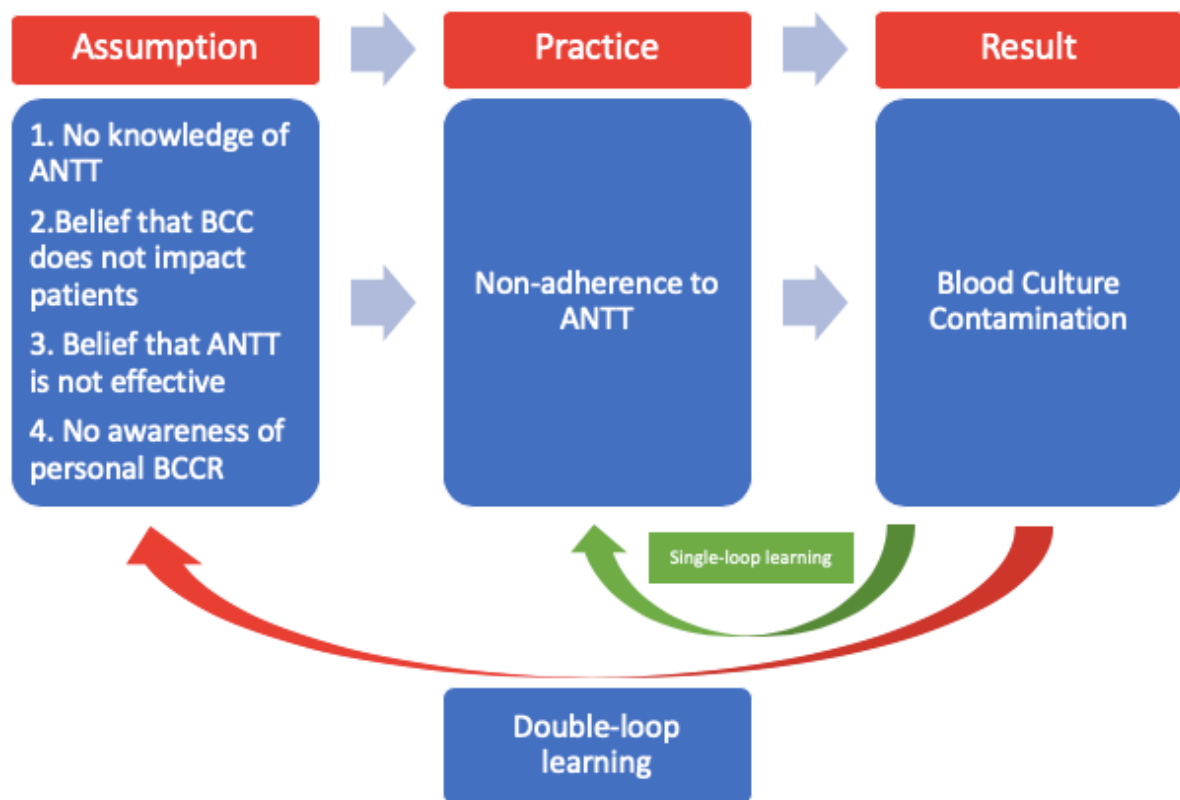 Assumption
Practice
Result
1. No knowledge of
ANTT
2.Belief that BCC
does not impact
patients
3. Belief that ANTT
is not effective
4. No awareness of
personal BCCR
Non-adherence to
ANTT
Blood Culture
Contamination
Single-loop learning
Double-loop
learning